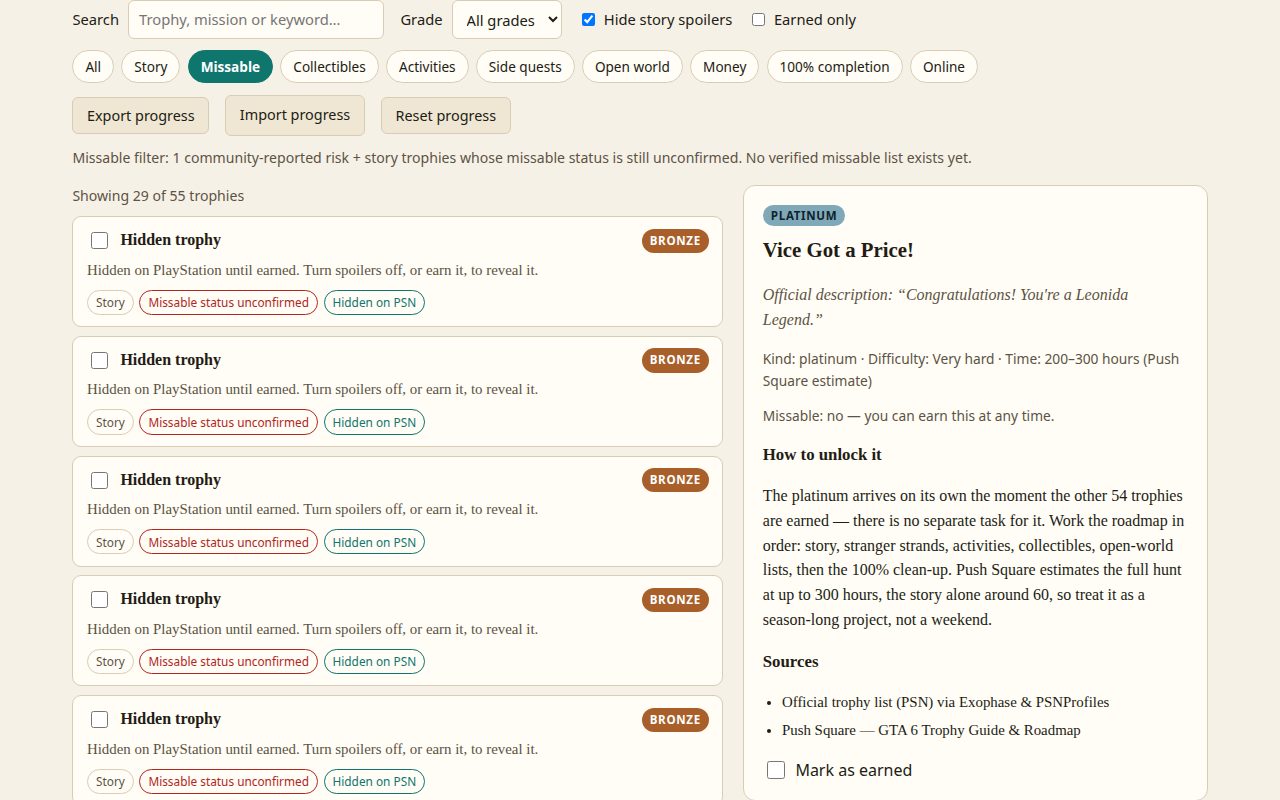 Search Trophy, mission or keyword... Grade All grades Hide story spoilers Earned only
All Story Missable Collectibles Activities Side quests Open world Money 100% completion Online
Export progress Import progress Reset progress
Missable filter: 1 community-reported risk + story trophies whose missable status is still unconfirmed. No verified missable list exists yet.
Showing 29 of 55 trophies
Hidden trophy BRONZE
Hidden on PlayStation until earned. Turn spoilers off, or earn it, to reveal it.
Story Missable status unconfirmed Hidden on PSN
Hidden trophy BRONZE
Hidden on PlayStation until earned. Turn spoilers off, or earn it, to reveal it.
Story Missable status unconfirmed Hidden on PSN
Hidden trophy BRONZE
Hidden on PlayStation until earned. Turn spoilers off, or earn it, to reveal it.
Story Missable status unconfirmed Hidden on PSN
Hidden trophy BRONZE
Hidden on PlayStation until earned. Turn spoilers off, or earn it, to reveal it.
Story Missable status unconfirmed Hidden on PSN
Hidden trophy BRONZE
Hidden on PlayStation until earned. Turn spoilers off, or earn it, to reveal it.
Story Missable status unconfirmed Hidden on PSN
PLATINUM
Vice Got a Price!
Official description: “Congratulations! You're a Leonida
Legend.”
Kind: platinum · Difficulty: Very hard · Time: 200–300 hours (Push
Square estimate)
Missable: no — you can earn this at any time.
How to unlock it
The platinum arrives on its own the moment the other 54 trophies
are earned — there is no separate task for it. Work the roadmap in
order: story, stranger strands, activities, collectibles, open-world
lists, then the 100% clean-up. Push Square estimates the full hunt
at up to 300 hours, the story alone around 60, so treat it as a
season-long project, not a weekend.
Sources
• Official trophy list (PSN) via Exophase & PSNProfiles
• Push Square — GTA 6 Trophy Guide & Roadmap
Mark as earned